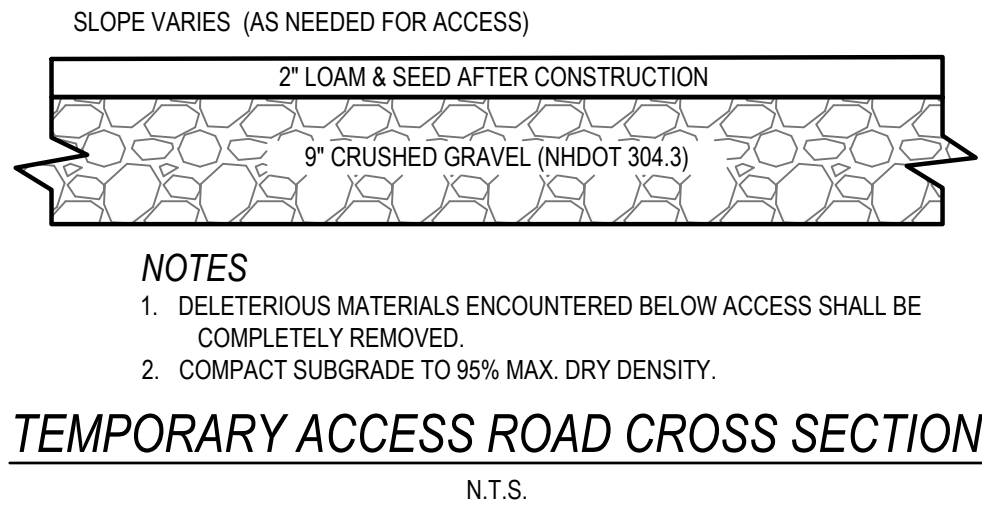 SLOPE VARIES (AS NEEDED FOR ACCESS)
2" LOAM & SEED AFTER CONSTRUCTION
9" CRUSHED GRAVEL (NHDOT 304.3)
NOTES
1. DELETERIOUS MATERIALS ENCOUNTERED BELOW ACCESS SHALL BE
COMPLETELY REMOVED.
2. COMPACT SUBGRADE TO 95% MAX. DRY DENSITY.
TEMPORARY ACCESS ROAD CROSS SECTION
N.T.S.